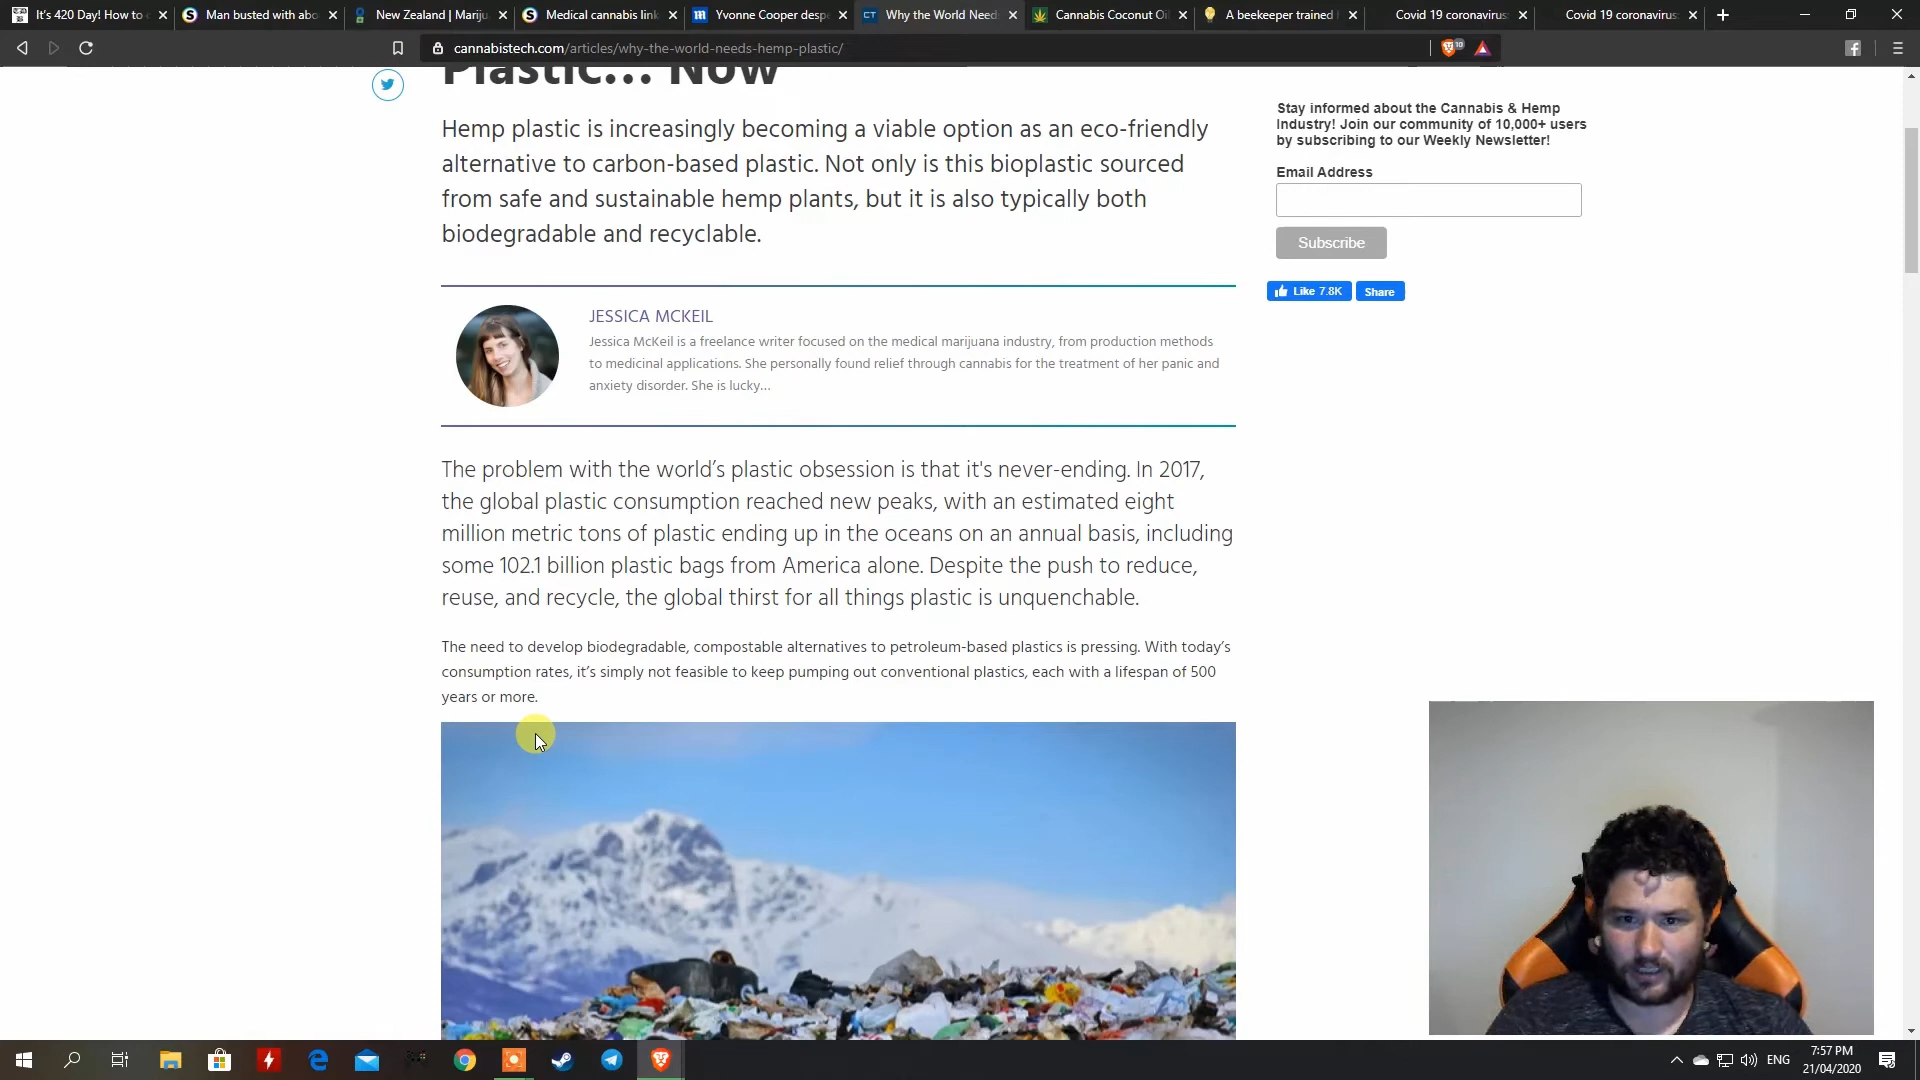 It's 420 Day! How to
Man busted with abo
New Zealand | Mariju
Medical cannabis link
Yvonne Cooper desp
CT Why the World Need
Cannabis Coconut Oi
A beekeeper trained
Covid 19 coronavirus
Covid 19 coronavirus
cannabistech.com/articles/why-the-world-needs-hemp-plastic/
10
Plastic… Now
Hemp plastic is increasingly becoming a viable option as an eco-friendly
alternative to carbon-based plastic. Not only is this bioplastic sourced
from safe and sustainable hemp plants, but it is also typically both
biodegradable and recyclable.
Stay informed about the Cannabis & Hemp
Industry! Join our community of 10,000+ users
by subscribing to our Weekly Newsletter!
Email Address
Subscribe
Like 7.8K
Share
JESSICA MCKEIL
Jessica McKeil is a freelance writer focused on the medical marijuana industry, from production methods
to medicinal applications. She personally found relief through cannabis for the treatment of her panic and
anxiety disorder. She is lucky…
The problem with the world’s plastic obsession is that it's never-ending. In 2017,
the global plastic consumption reached new peaks, with an estimated eight
million metric tons of plastic ending up in the oceans on an annual basis, including
some 102.1 billion plastic bags from America alone. Despite the push to reduce,
reuse, and recycle, the global thirst for all things plastic is unquenchable.
The need to develop biodegradable, compostable alternatives to petroleum-based plastics is pressing. With today’s
consumption rates, it’s simply not feasible to keep pumping out conventional plastics, each with a lifespan of 500
years or more.
ENG
7:57 PM
21/04/2020